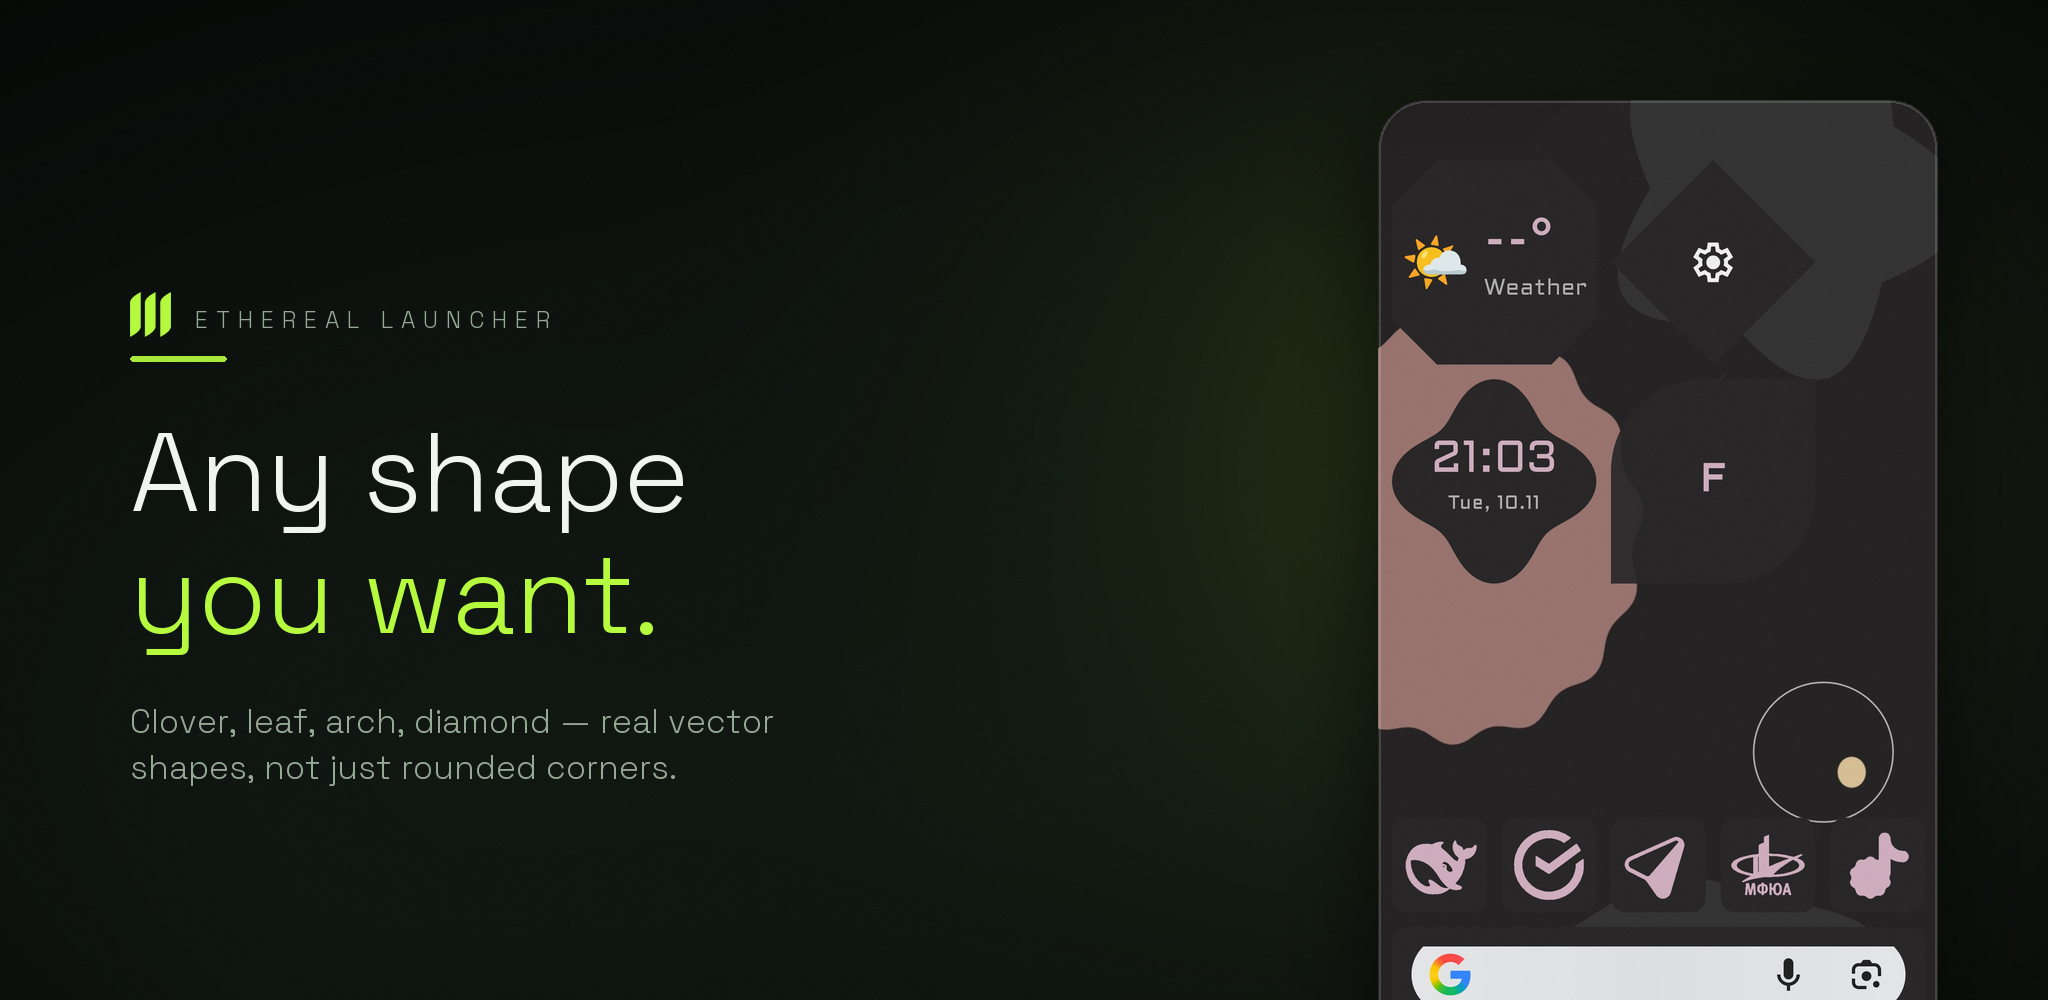 ETHEREAL LAUNCHER
Any shape
you want.
Clover, leaf, arch, diamond — real vector
shapes, not just rounded corners.
--°
Weather
21:03
Tue, 10.11
F
МФЮА